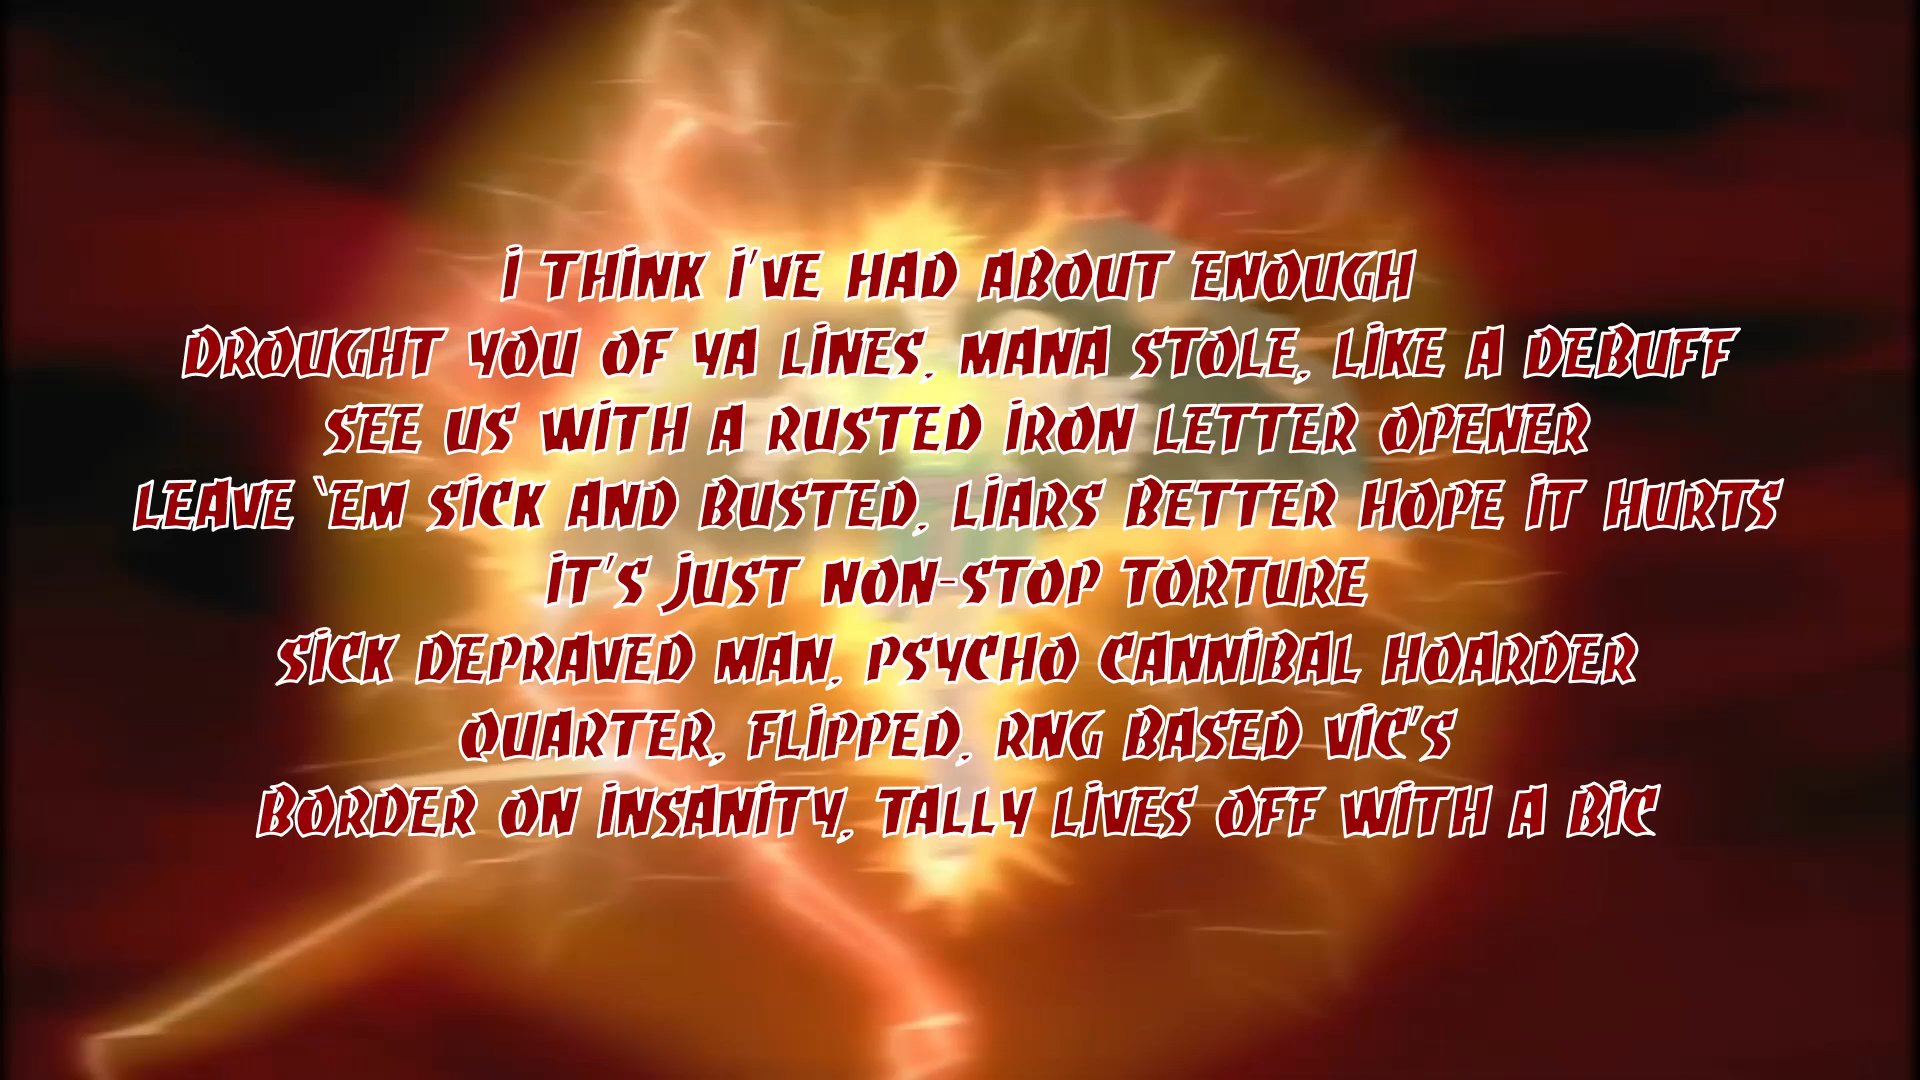 I THINK I'VE HAD ABOUT ENOUGH
DROUGHT YOU OF YA LINES, MANA STOLE, LIKE A DEBUFF
SEE US WITH A RUSTED IRON LETTER OPENER
LEAVE `EM SICK AND BUSTED, LIARS BETTER HOPE IT HURTS
IT'S JUST NON-STOP TORTURE
SICK DEPRAVED MAN, PSYCHO CANNIBAL HOARDER
QUARTER, FLIPPED, RNG BASED VIC'S
BORDER ON INSANITY, TALLY LIVES OFF WITH A BIC